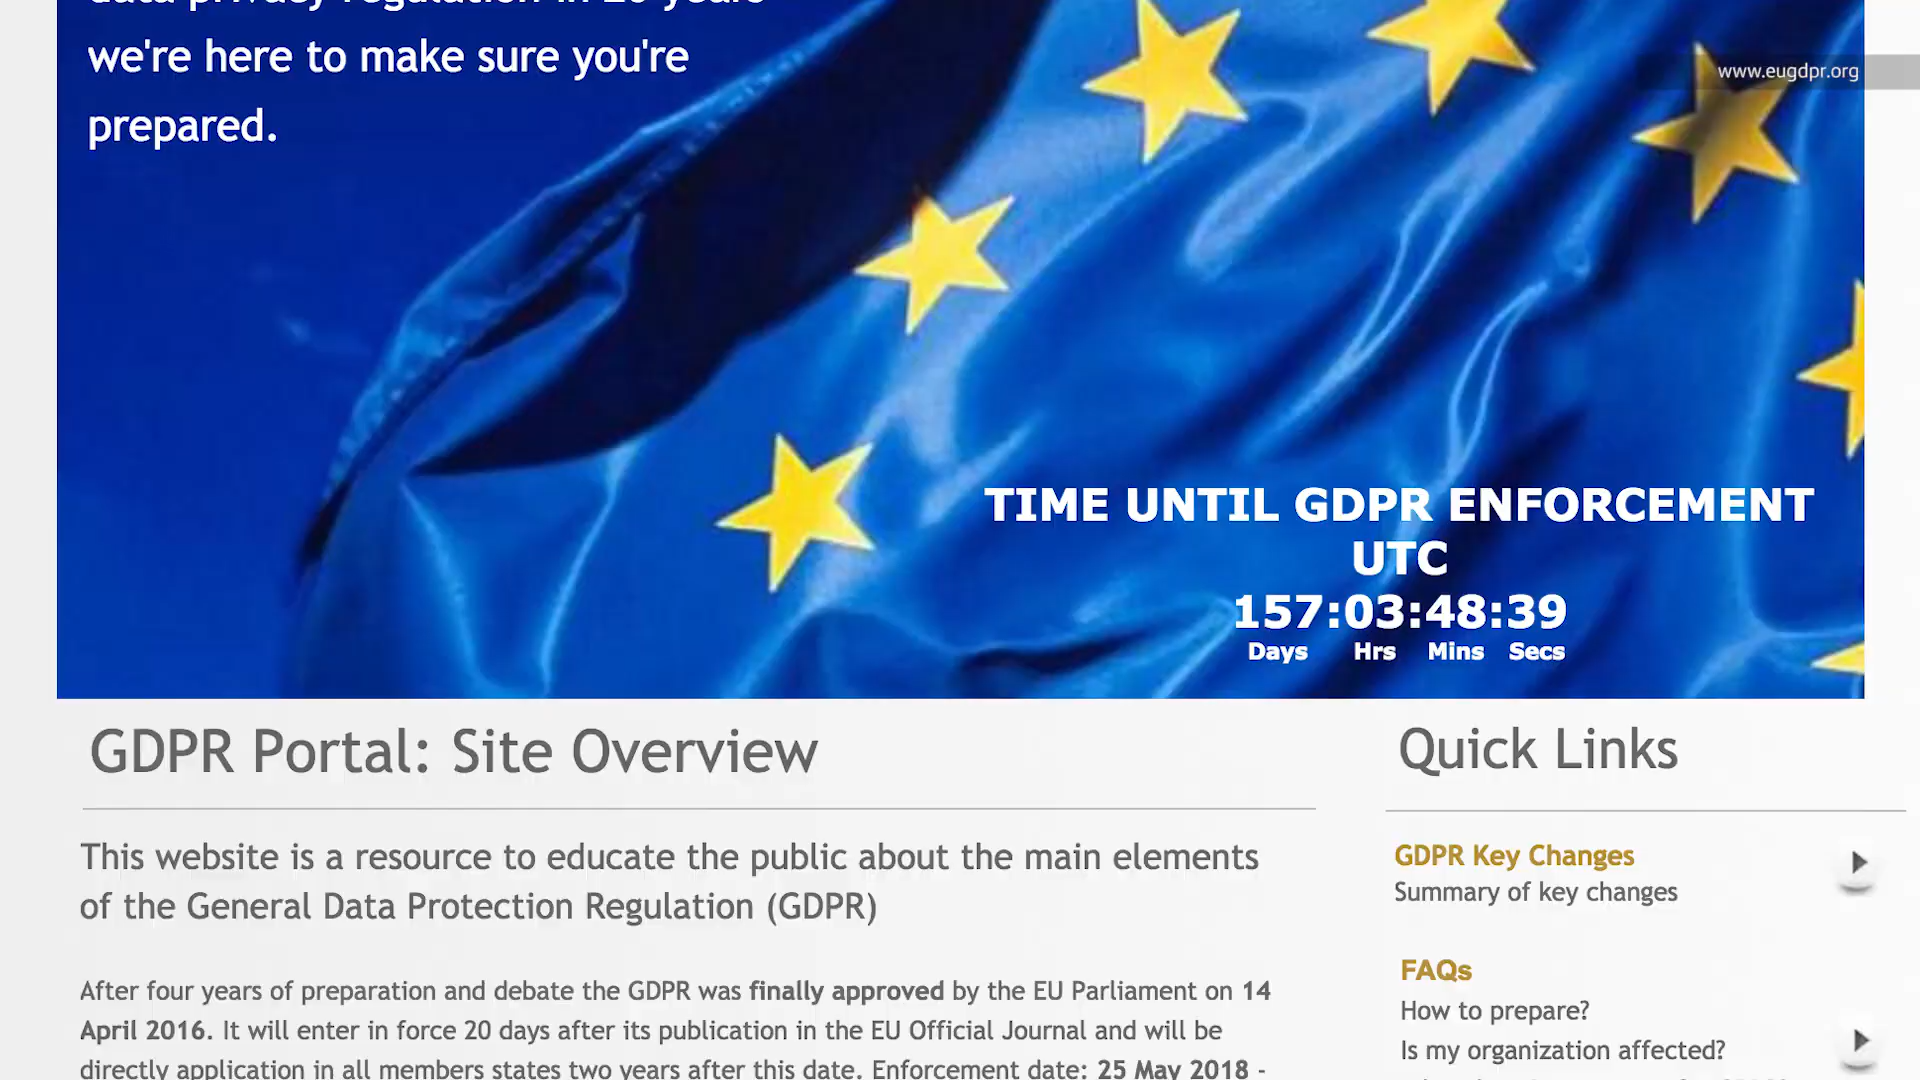 data privacy regulation in 20 years
we're here to make sure you're
prepared.
www.eugdpr.org
TIME UNTIL GDPR ENFORCEMENT
UTC
157:03:48:39
Days Hrs Mins Secs
GDPR Portal: Site Overview
This website is a resource to educate the public about the main elements
of the General Data Protection Regulation (GDPR)
After four years of preparation and debate the GDPR was finally approved by the EU Parliament on 14
April 2016. It will enter in force 20 days after its publication in the EU Official Journal and will be
directly application in all members states two years after this date. Enforcement date: 25 May 2018 -
Quick Links
GDPR Key Changes
Summary of key changes
FAQs
How to prepare?
Is my organization affected?